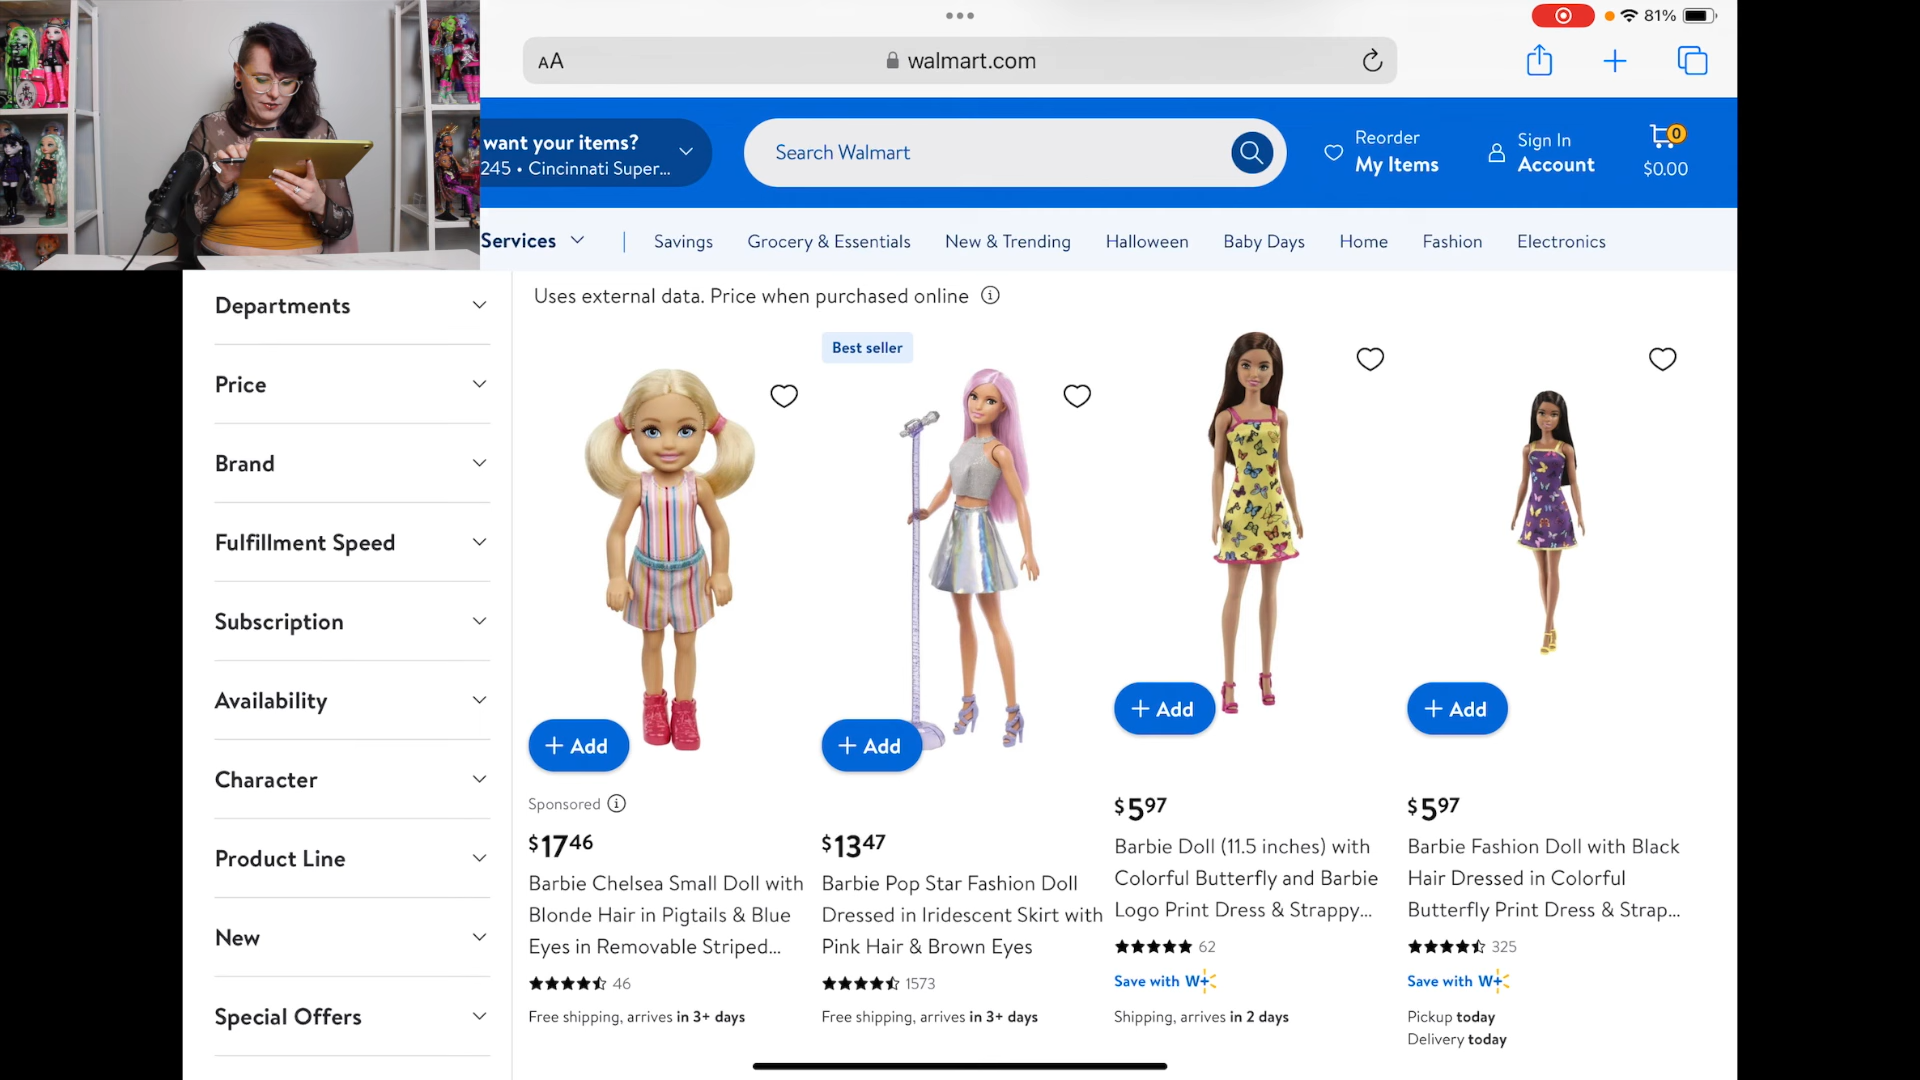 81%
AA
walmart.com
want your items?
245 • Cincinnati Super...
Search Walmart
Reorder
My Items
Sign In
Account
0
$0.00
Services
Savings
Grocery & Essentials
New & Trending
Halloween
Baby Days
Home
Fashion
Electronics
Uses external data. Price when purchased online
Departments
Price
Brand
Fulfillment Speed
Subscription
Availability
Character
Product Line
New
Special Offers
+ Add
Sponsored
$1746
Barbie Chelsea Small Doll with
Blonde Hair in Pigtails & Blue
Eyes in Removable Striped...
46
Free shipping, arrives in 3+ days
Best seller
+ Add
$1347
Barbie Pop Star Fashion Doll
Dressed in Iridescent Skirt with
Pink Hair & Brown Eyes
1573
Free shipping, arrives in 3+ days
+ Add
$597
Barbie Doll (11.5 inches) with
Colorful Butterfly and Barbie
Logo Print Dress & Strappy...
62
Save with W+
Shipping, arrives in 2 days
+ Add
$597
Barbie Fashion Doll with Black
Hair Dressed in Colorful
Butterfly Print Dress & Strap...
325
Save with W+
Pickup today
Delivery today